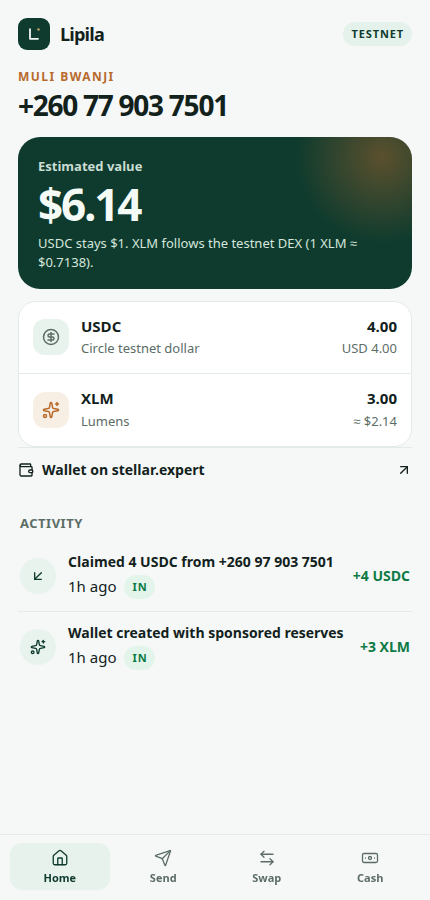 Lipila
TESTNET
MULI BWANJI
+260 77 903 7501
Estimated value
$6.14
USDC stays $1. XLM follows the testnet DEX (1 XLM ≈
$0.7138).
USDC
4.00
Circle testnet dollar
USD 4.00
XLM
3.00
Lumens
≈ $2.14
Wallet on stellar.expert
ACTIVITY
Claimed 4 USDC from +260 97 903 7501
1h ago IN
+4 USDC
Wallet created with sponsored reserves
1h ago IN
+3 XLM
Home
Send
Swap
Cash